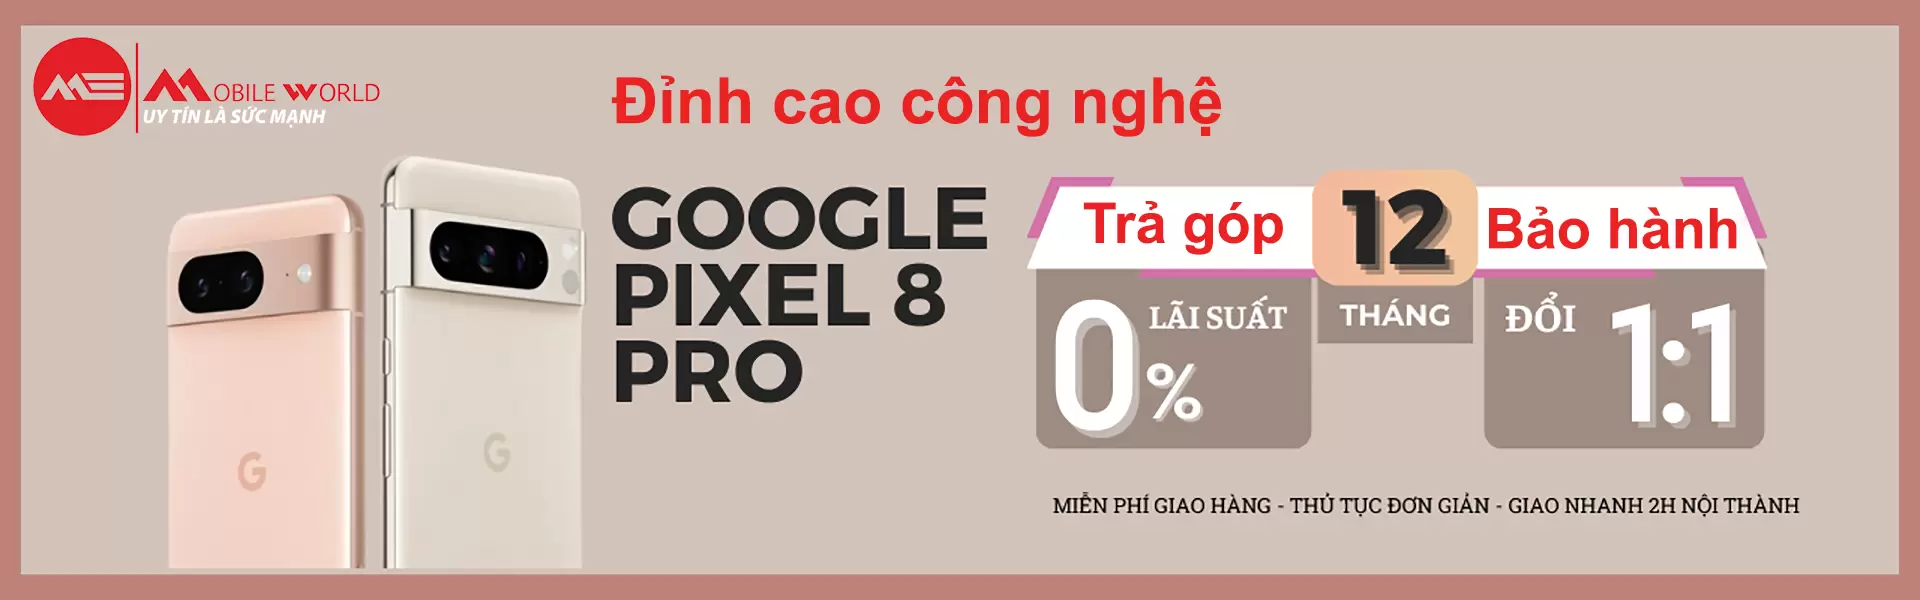 MOBILE WORLD
UY TÍN LÀ SỨC MẠNH
Đỉnh cao công nghệ
GOOGLE
PIXEL 8
PRO
Trả góp
0% LÃI SUẤT
12
THÁNG
Bảo hành
ĐỔI 1:1
MIỄN PHÍ GIAO HÀNG - THỦ TỤC ĐƠN GIẢN - GIAO NHANH 2H NỘI THÀNH
G
G